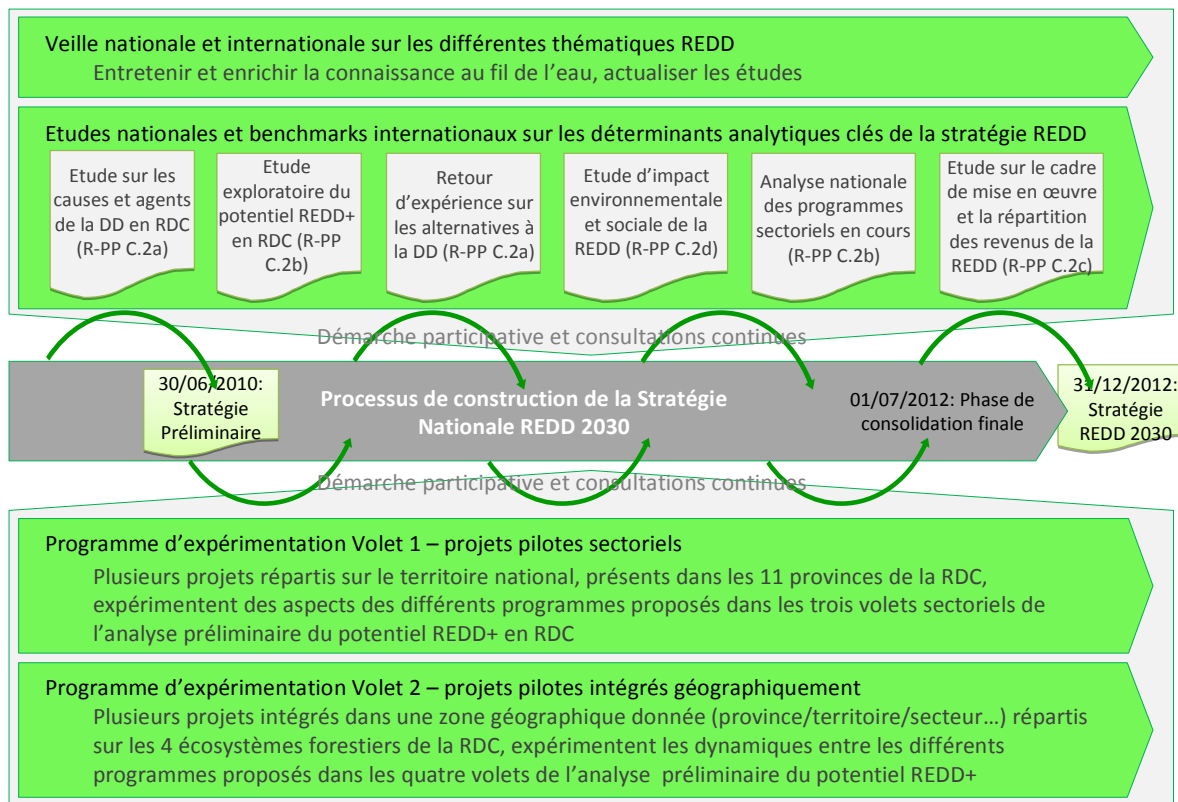 Veille nationale et internationale sur les différentes thématiques REDD
Entretenir et enrichir la connaissance au fil de l’eau, actualiser les études
Etudes nationales et benchmarks internationaux sur les déterminants analytiques clés de la stratégie REDD
Etude sur les
causes et agents
de la DD en RDC
(R-PP C.2a)
Etude
exploratoire du
potentiel REDD+
en RDC (R-PP
C.2b)
Retour
d’expérience sur
les alternatives à
la DD (R-PP C.2a)
Etude d’impact
environnementale
et sociale de la
REDD (R-PP C.2d)
Analyse nationale
des programmes
sectoriels en cours
(R-PP C.2b)
Etude sur le cadre
de mise en œuvre
et la répartition
des revenus de la
REDD (R-PP C.2c)
Démarche participative et consultations continues
30/06/2010:
Stratégie
Préliminaire
Processus de construction de la Stratégie
Nationale REDD 2030
01/07/2012: Phase de
consolidation finale
31/12/2012:
Stratégie
REDD 2030
Démarche participative et consultations continues
Programme d’expérimentation Volet 1 – projets pilotes sectoriels
Plusieurs projets répartis sur le territoire national, présents dans les 11 provinces de la RDC,
expérimentent des aspects des différents programmes proposés dans les trois volets sectoriels de
l’analyse préliminaire du potentiel REDD+ en RDC
Programme d’expérimentation Volet 2 – projets pilotes intégrés géographiquement
Plusieurs projets intégrés dans une zone géographique donnée (province/territoire/secteur…) répartis
sur les 4 écosystèmes forestiers de la RDC, expérimentent les dynamiques entre les différents
programmes proposés dans les quatre volets de l’analyse préliminaire du potentiel REDD+